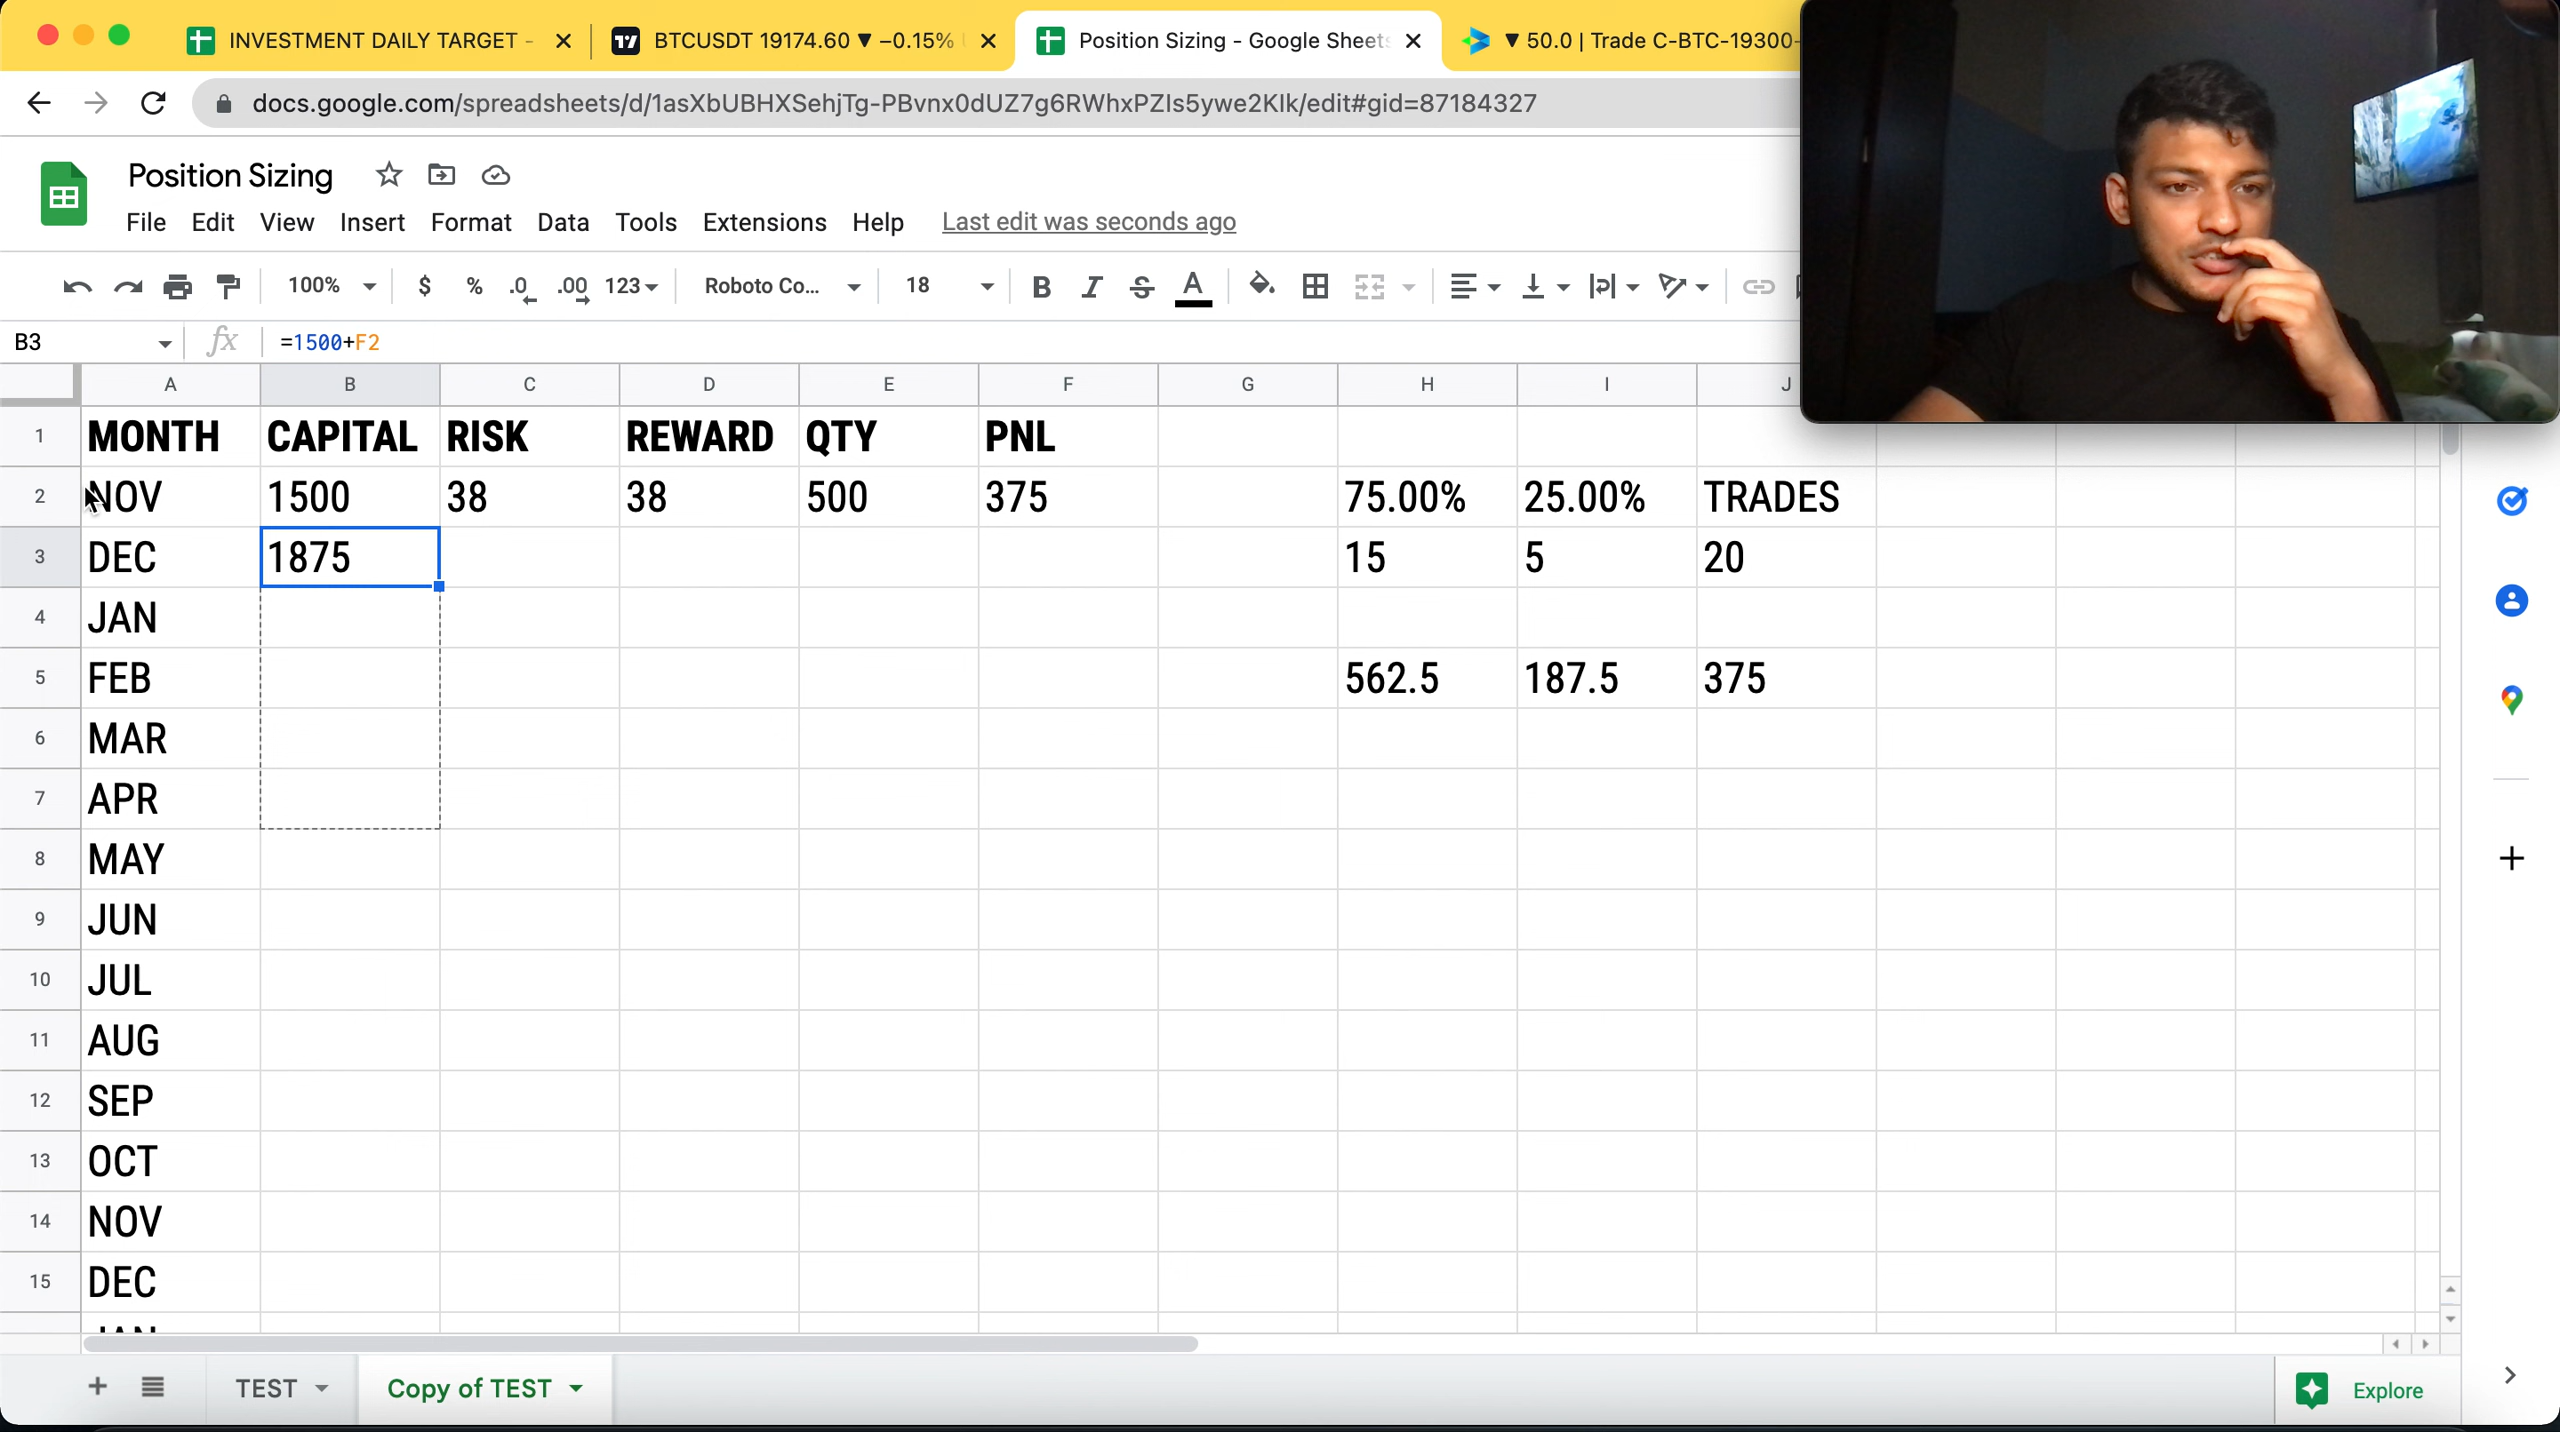 INVESTMENT DAILY TARGET -
BTCUSDT 19174.60 ▼ −0.15%
Position Sizing - Google Sheets
▼ 50.0 | Trade C-BTC-19300-
docs.google.com/spreadsheets/d/1asXbUBHXSehjTg-PBvnx0dUZ7g6RWhxPZIs5ywe2KIk/edit#gid=87184327
Position Sizing
File Edit View Insert Format Data Tools Extensions Help Last edit was seconds ago
100% $ % .0 .00 123 Roboto Co... 18 B I S A
B3 fx =1500+F2
A B C D E F G H I J
1 MONTH CAPITAL RISK REWARD QTY PNL
2 NOV 1500 38 38 500 375 75.00% 25.00% TRADES
3 DEC 1875 15 5 20
4 JAN
5 FEB 562.5 187.5 375
6 MAR
7 APR
8 MAY
9 JUN
10 JUL
11 AUG
12 SEP
13 OCT
14 NOV
15 DEC
JAN
TEST Copy of TEST Explore